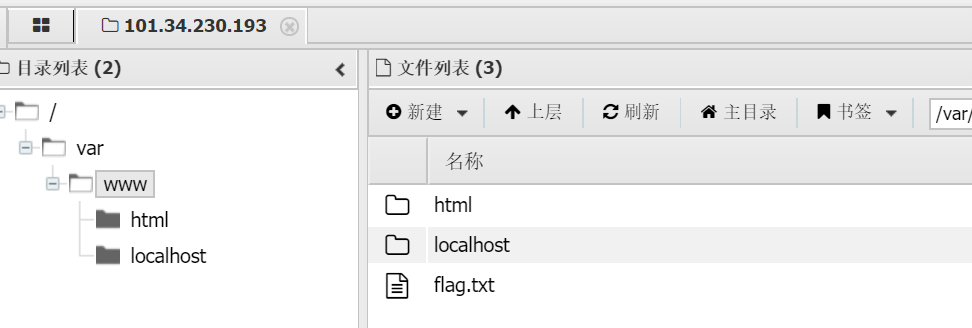 101.34.230.193
目录列表 (2)
文件列表 (3)
新建 上层 刷新 主目录 书签 /var/
名称
/
var
www
html
localhost
html
localhost
flag.txt